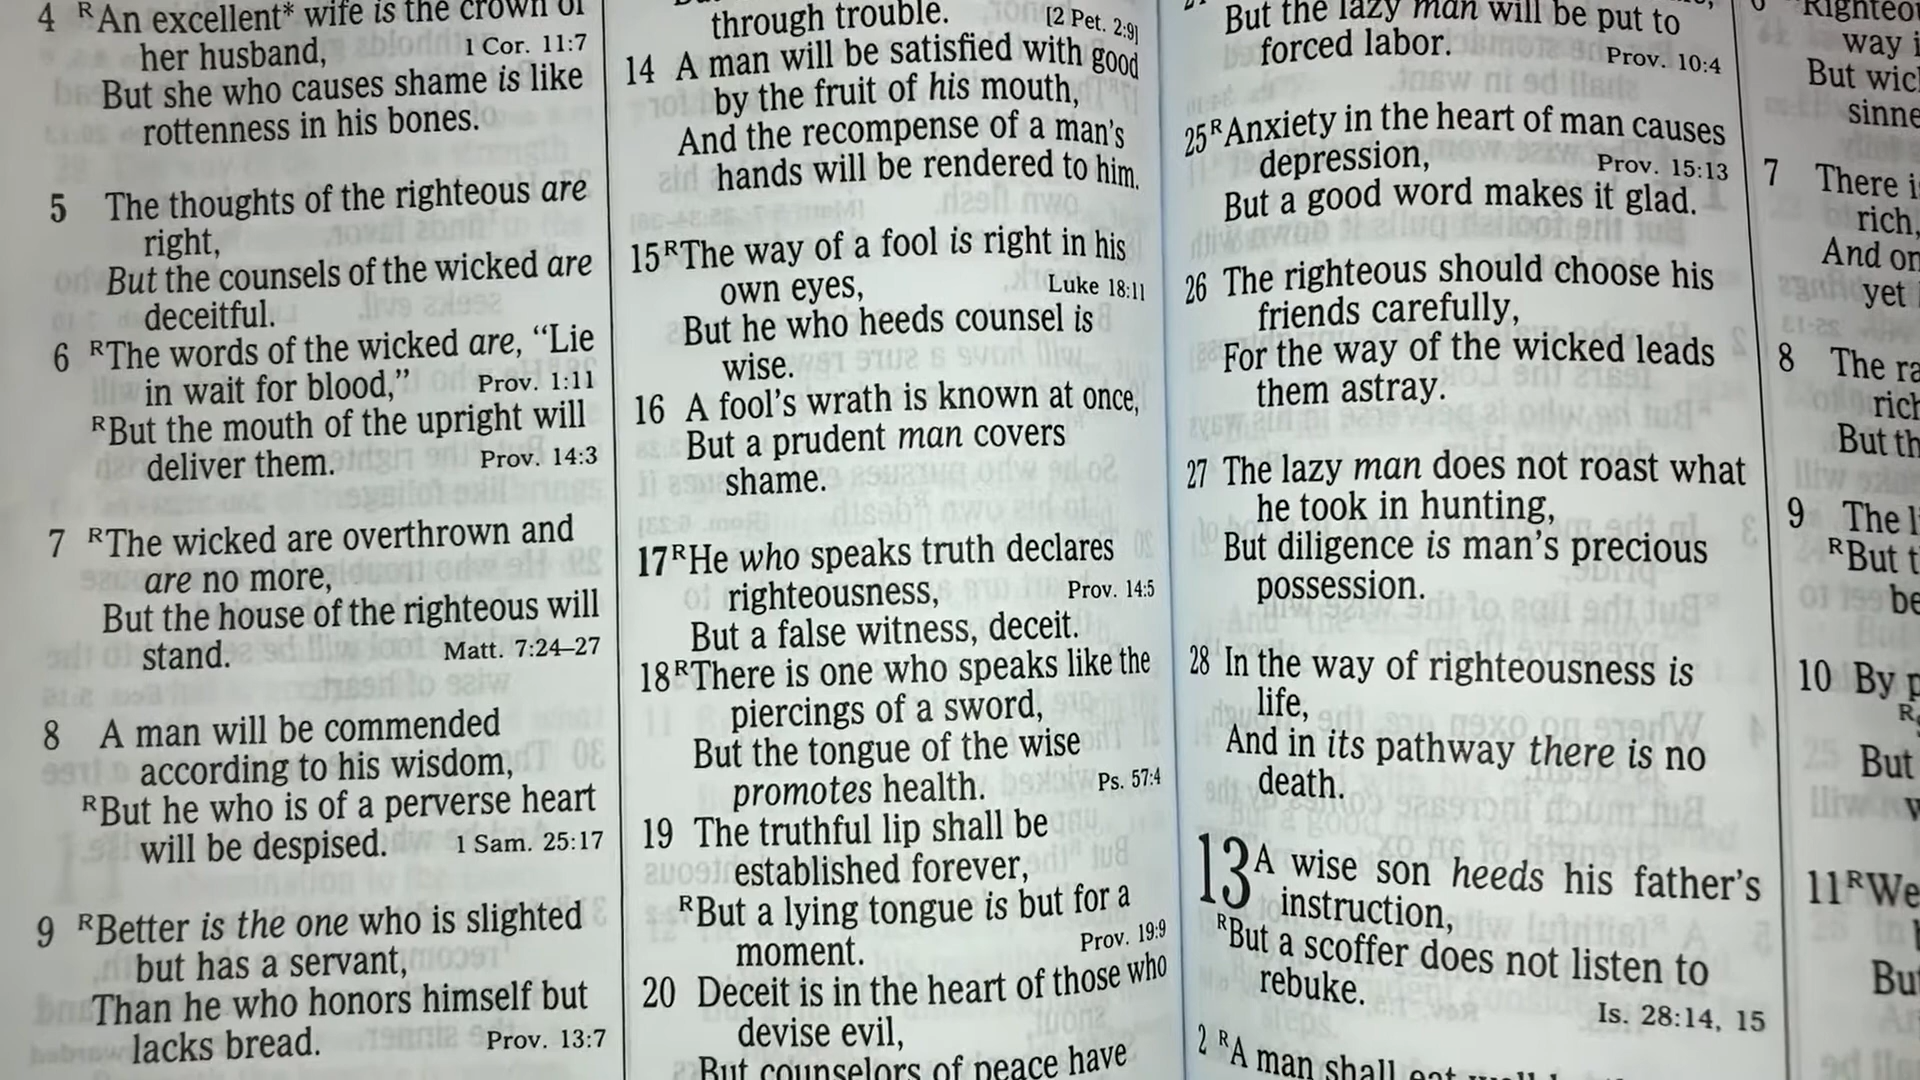 4 ᴿAn excellent* wife is the crown of
her husband, 1 Cor. 11:7
But she who causes shame is like
rottenness in his bones.
5 The thoughts of the righteous are
right,
But the counsels of the wicked are
deceitful.
6 ᴿThe words of the wicked are, “Lie
in wait for blood,” Prov. 1:11
ᴿBut the mouth of the upright will
deliver them. Prov. 14:3
7 ᴿThe wicked are overthrown and
are no more,
But the house of the righteous will
stand. Matt. 7:24–27
8 A man will be commended
according to his wisdom,
ᴿBut he who is of a perverse heart
will be despised. 1 Sam. 25:17
9 ᴿBetter is the one who is slighted
but has a servant,
Than he who honors himself but
lacks bread. Prov. 13:7
through trouble. [2 Pet. 2:9]
14 A man will be satisfied with good
by the fruit of his mouth,
And the recompense of a man’s
hands will be rendered to him.
15 ᴿThe way of a fool is right in his
own eyes, Luke 18:11
But he who heeds counsel is
wise.
16 A fool’s wrath is known at once,
But a prudent man covers
shame.
17 ᴿHe who speaks truth declares
righteousness, Prov. 14:5
But a false witness, deceit.
18 ᴿThere is one who speaks like the
piercings of a sword,
But the tongue of the wise
promotes health. Ps. 57:4
19 The truthful lip shall be
established forever,
ᴿBut a lying tongue is but for a
moment. Prov. 19:9
20 Deceit is in the heart of those who
devise evil,
But counselors of peace have
But the lazy man will be put to
forced labor. Prov. 10:4
25 ᴿAnxiety in the heart of man causes
depression, Prov. 15:13
But a good word makes it glad.
26 The righteous should choose his
friends carefully,
For the way of the wicked leads
them astray.
27 The lazy man does not roast what
he took in hunting,
But diligence is man’s precious
possession.
28 In the way of righteousness is
life,
And in its pathway there is no
death.
13 A wise son heeds his father’s
instruction,
ᴿBut a scoffer does not listen to
rebuke.
Is. 28:14, 15
2 ᴿA man shall eat well
way
But
7 There
rich,
And
yet
8 The
But
9 The
ᴿBut
be
10 By
R
But
11 ᴿWe